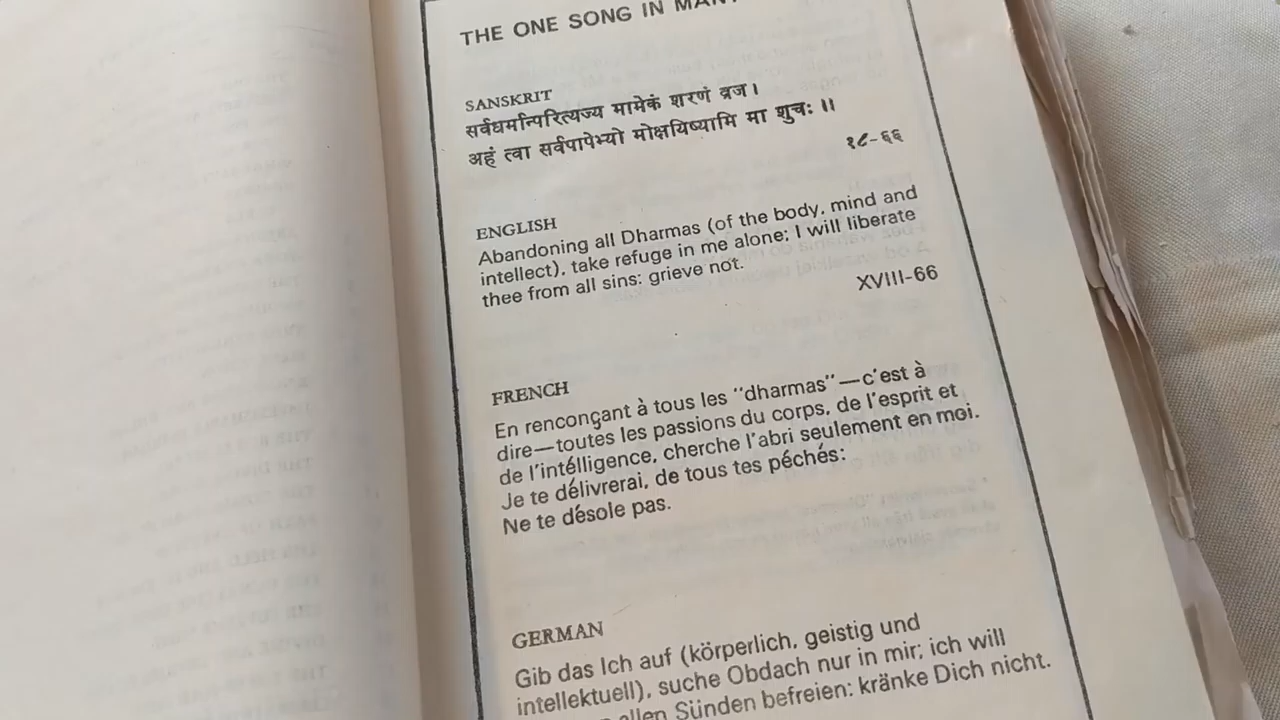 THE ONE SONG IN
SANSKRIT
सर्वधर्मान्परित्यज्य मामेकं शरणं व्रज।
अहं त्वा सर्वपापेभ्यो मोक्षयिष्यामि मा शुचः ।।
१८-६६
ENGLISH
Abandoning all Dharmas (of the body, mind and
intellect), take refuge in me alone; I will liberate
thee from all sins: grieve not.
XVIII-66
FRENCH
En rençonçant à tous les "dharmas"—c'est à
dire—toutes les passions du corps, de l'esprit et
de l'intélligence, cherche l'abri seulement en moi.
Je te délivrerai, de tous tes péchés:
Ne te désole pas.
GERMAN
Gib das Ich auf (körperlich, geistig und
intellektuell), suche Obdach nur in mir; ich will
allen Sünden befreien: kränke Dich nicht.